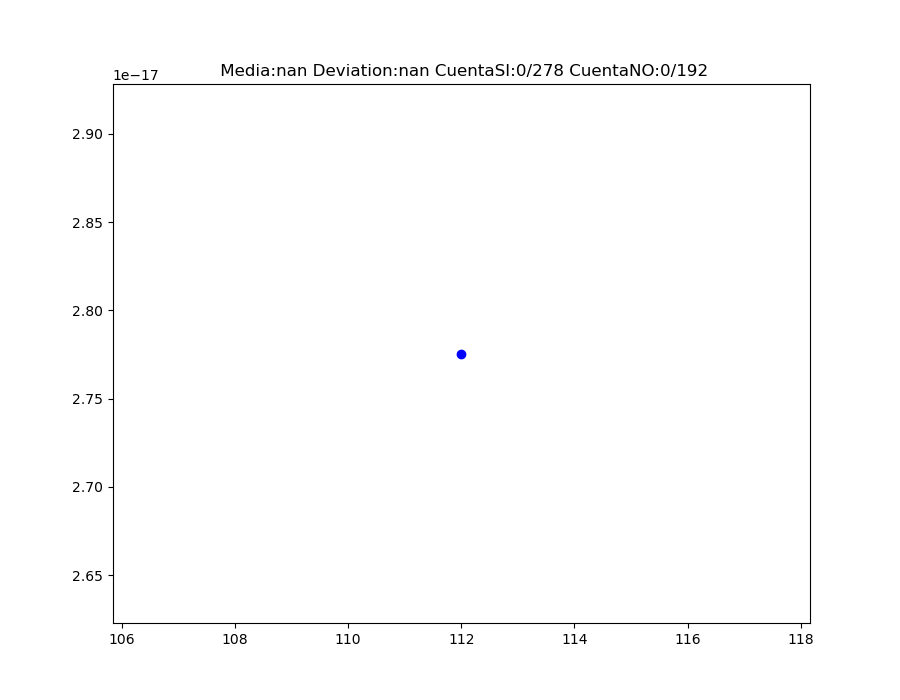 Media:nan Deviation:nan CuentaSI:0/278 CuentaNO:0/192
1e−17
2.90
2.85
2.80
2.75
2.70
2.65
106 108 110 112 114 116 118